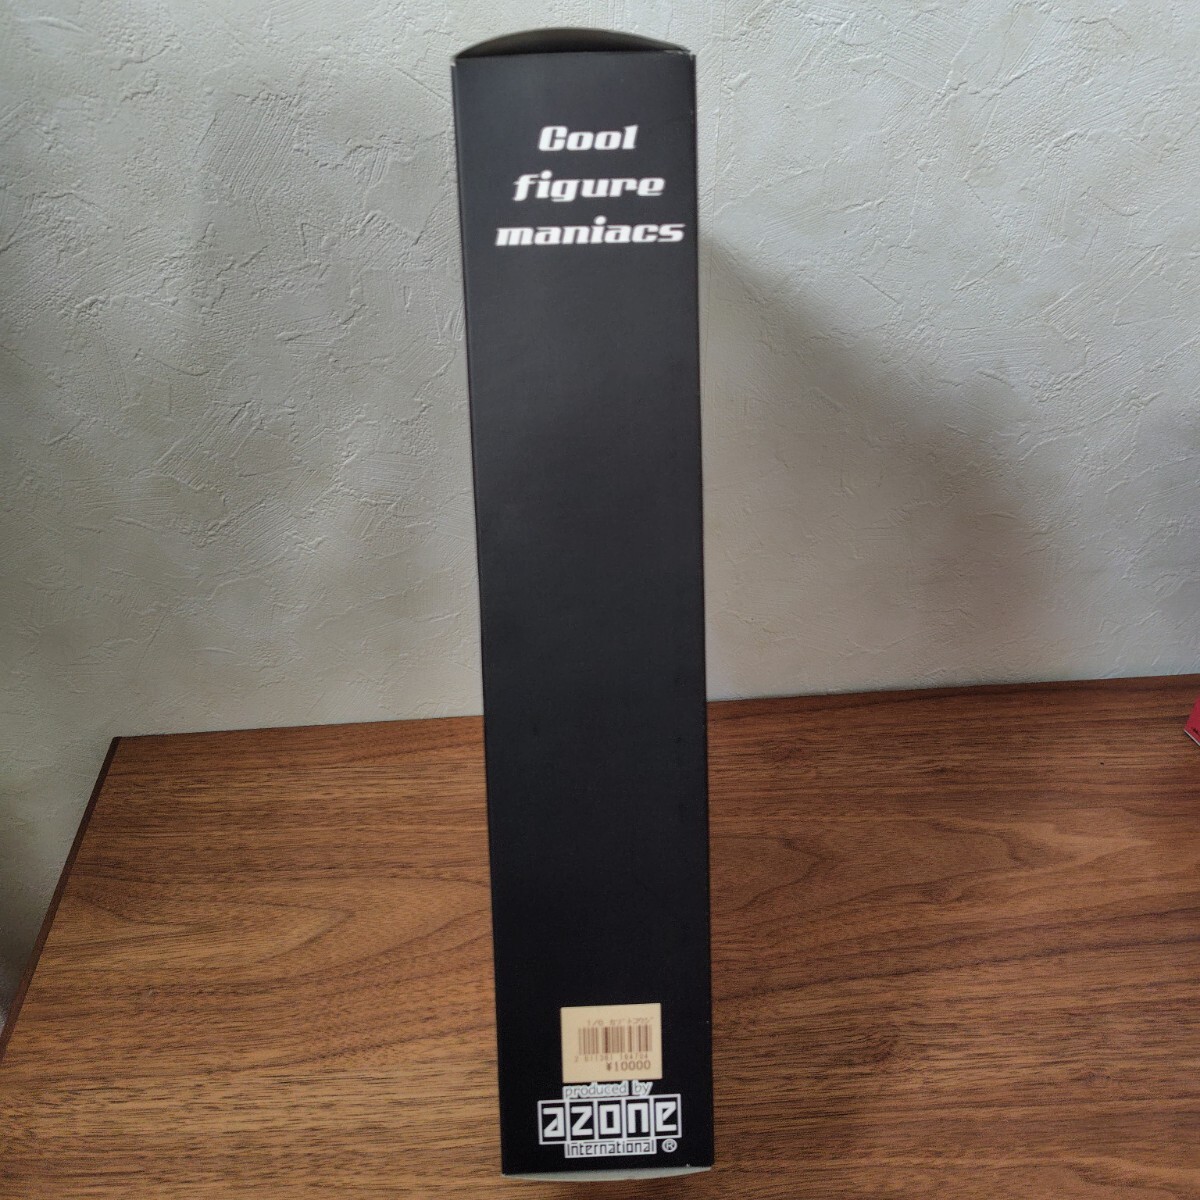 Cool
figure
maniacs
¥10000
produced by
azone
international ®